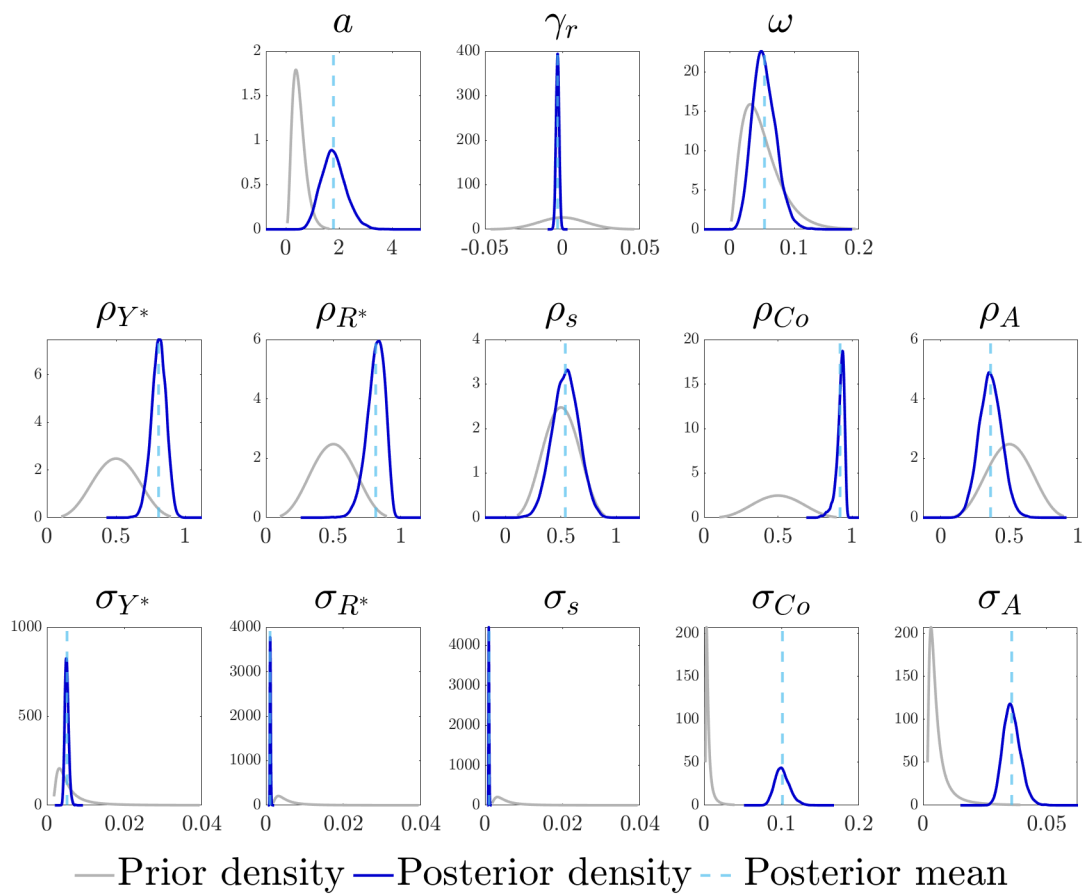 a γ_r ω
2 400
1.5 300 20
1 200 15
10
0.5 100 5
0 0 0
0 2 4 -0.05 0 0.05 0 0.1 0.2
ρ_{Y*} ρ_{R*} ρ_s ρ_{Co} ρ_A
6 6 4 20 6
4 4 3 15 4
2 10
2 2 1 5 2
0 0 0 0 0
0 0.5 1 0 0.5 1 0 0.5 1 0 0.5 1 0 0.5 1
σ_{Y*} σ_{R*} σ_s σ_{Co} σ_A
1000 4000 4000 200 200
3000 3000 150 150
500 2000 2000 100 100
1000 1000 50 50
0 0 0 0 0
0 0.02 0.04 0 0.02 0.04 0 0.02 0.04 0 0.1 0.2 0 0.05
Prior density Posterior density Posterior mean